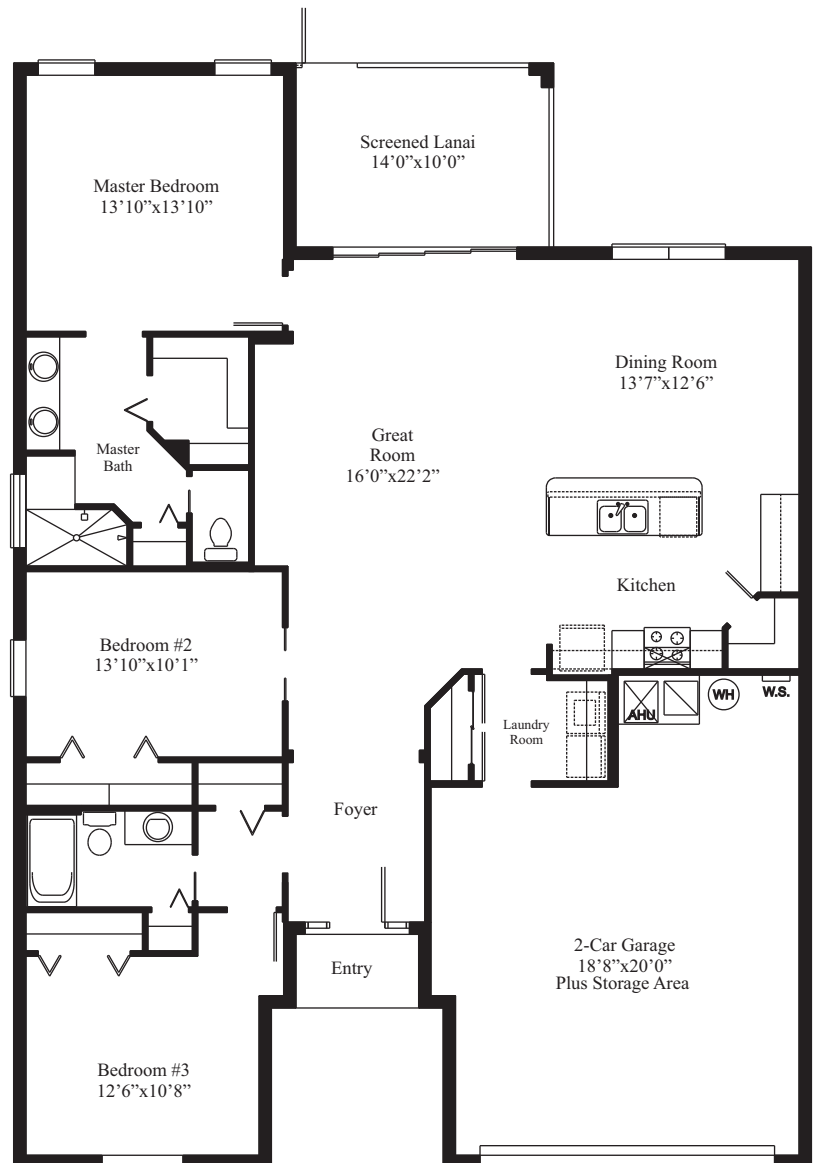 Screened Lanai
14’0”x10’0”
Master Bedroom
13’10”x13’10”
Dining Room
13’7”x12’6”
Great
Room
16’0”x22’2”
Master
Bath
Kitchen
Bedroom #2
13’10”x10’1”
AHU
WH
W.S.
Laundry
Room
Foyer
2-Car Garage
18’8”x20’0”
Plus Storage Area
Entry
Bedroom #3
12’6”x10’8”